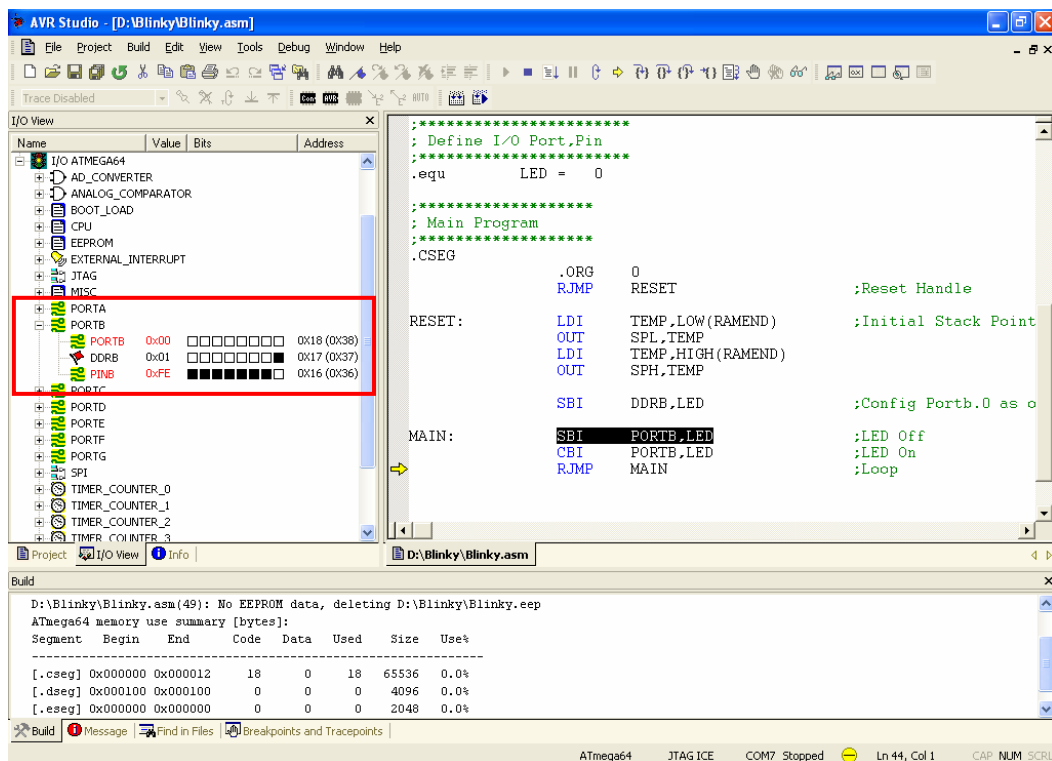 AVR Studio - [D:\Blinky\Blinky.asm]
File Project Build Edit View Tools Debug Window Help
Trace Disabled Con AVR AUTO
I/O View
Name Value Bits Address
I/O ATMEGA64
AD_CONVERTER
ANALOG_COMPARATOR
BOOT_LOAD
CPU
EEPROM
EXTERNAL_INTERRUPT
JTAG
MISC
PORTA
PORTB
PORTB 0x00 0X18 (0X38)
DDRB 0x01 0X17 (0X37)
PINB 0xFE 0X16 (0X36)
PORTC
PORTD
PORTE
PORTF
PORTG
SPI
TIMER_COUNTER_0
TIMER_COUNTER_1
TIMER_COUNTER_2
TIMER_COUNTER_3
Project I/O View Info
;***********************
; Define I/O Port,Pin
;***********************
.equ LED = 0
;*******************
; Main Program
;*******************
.CSEG
.ORG 0
RJMP RESET ;Reset Handle
RESET: LDI TEMP,LOW(RAMEND) ;Initial Stack Point
OUT SPL,TEMP
LDI TEMP,HIGH(RAMEND)
OUT SPH,TEMP
SBI DDRB,LED ;Config Portb.0 as o
MAIN: SBI PORTB,LED ;LED Off
CBI PORTB,LED ;LED On
RJMP MAIN ;Loop
D:\Blinky\Blinky.asm
Build
D:\Blinky\Blinky.asm(49): No EEPROM data, deleting D:\Blinky\Blinky.eep
ATmega64 memory use summary [bytes]:
Segment Begin End Code Data Used Size Use%
---------------------------------------------------------------
[.cseg] 0x000000 0x000012 18 0 18 65536 0.0%
[.dseg] 0x000100 0x000100 0 0 0 4096 0.0%
[.eseg] 0x000000 0x000000 0 0 0 2048 0.0%
Build Message Find in Files Breakpoints and Tracepoints
ATmega64 JTAG ICE COM7 Stopped Ln 44, Col 1 CAP NUM SCRL